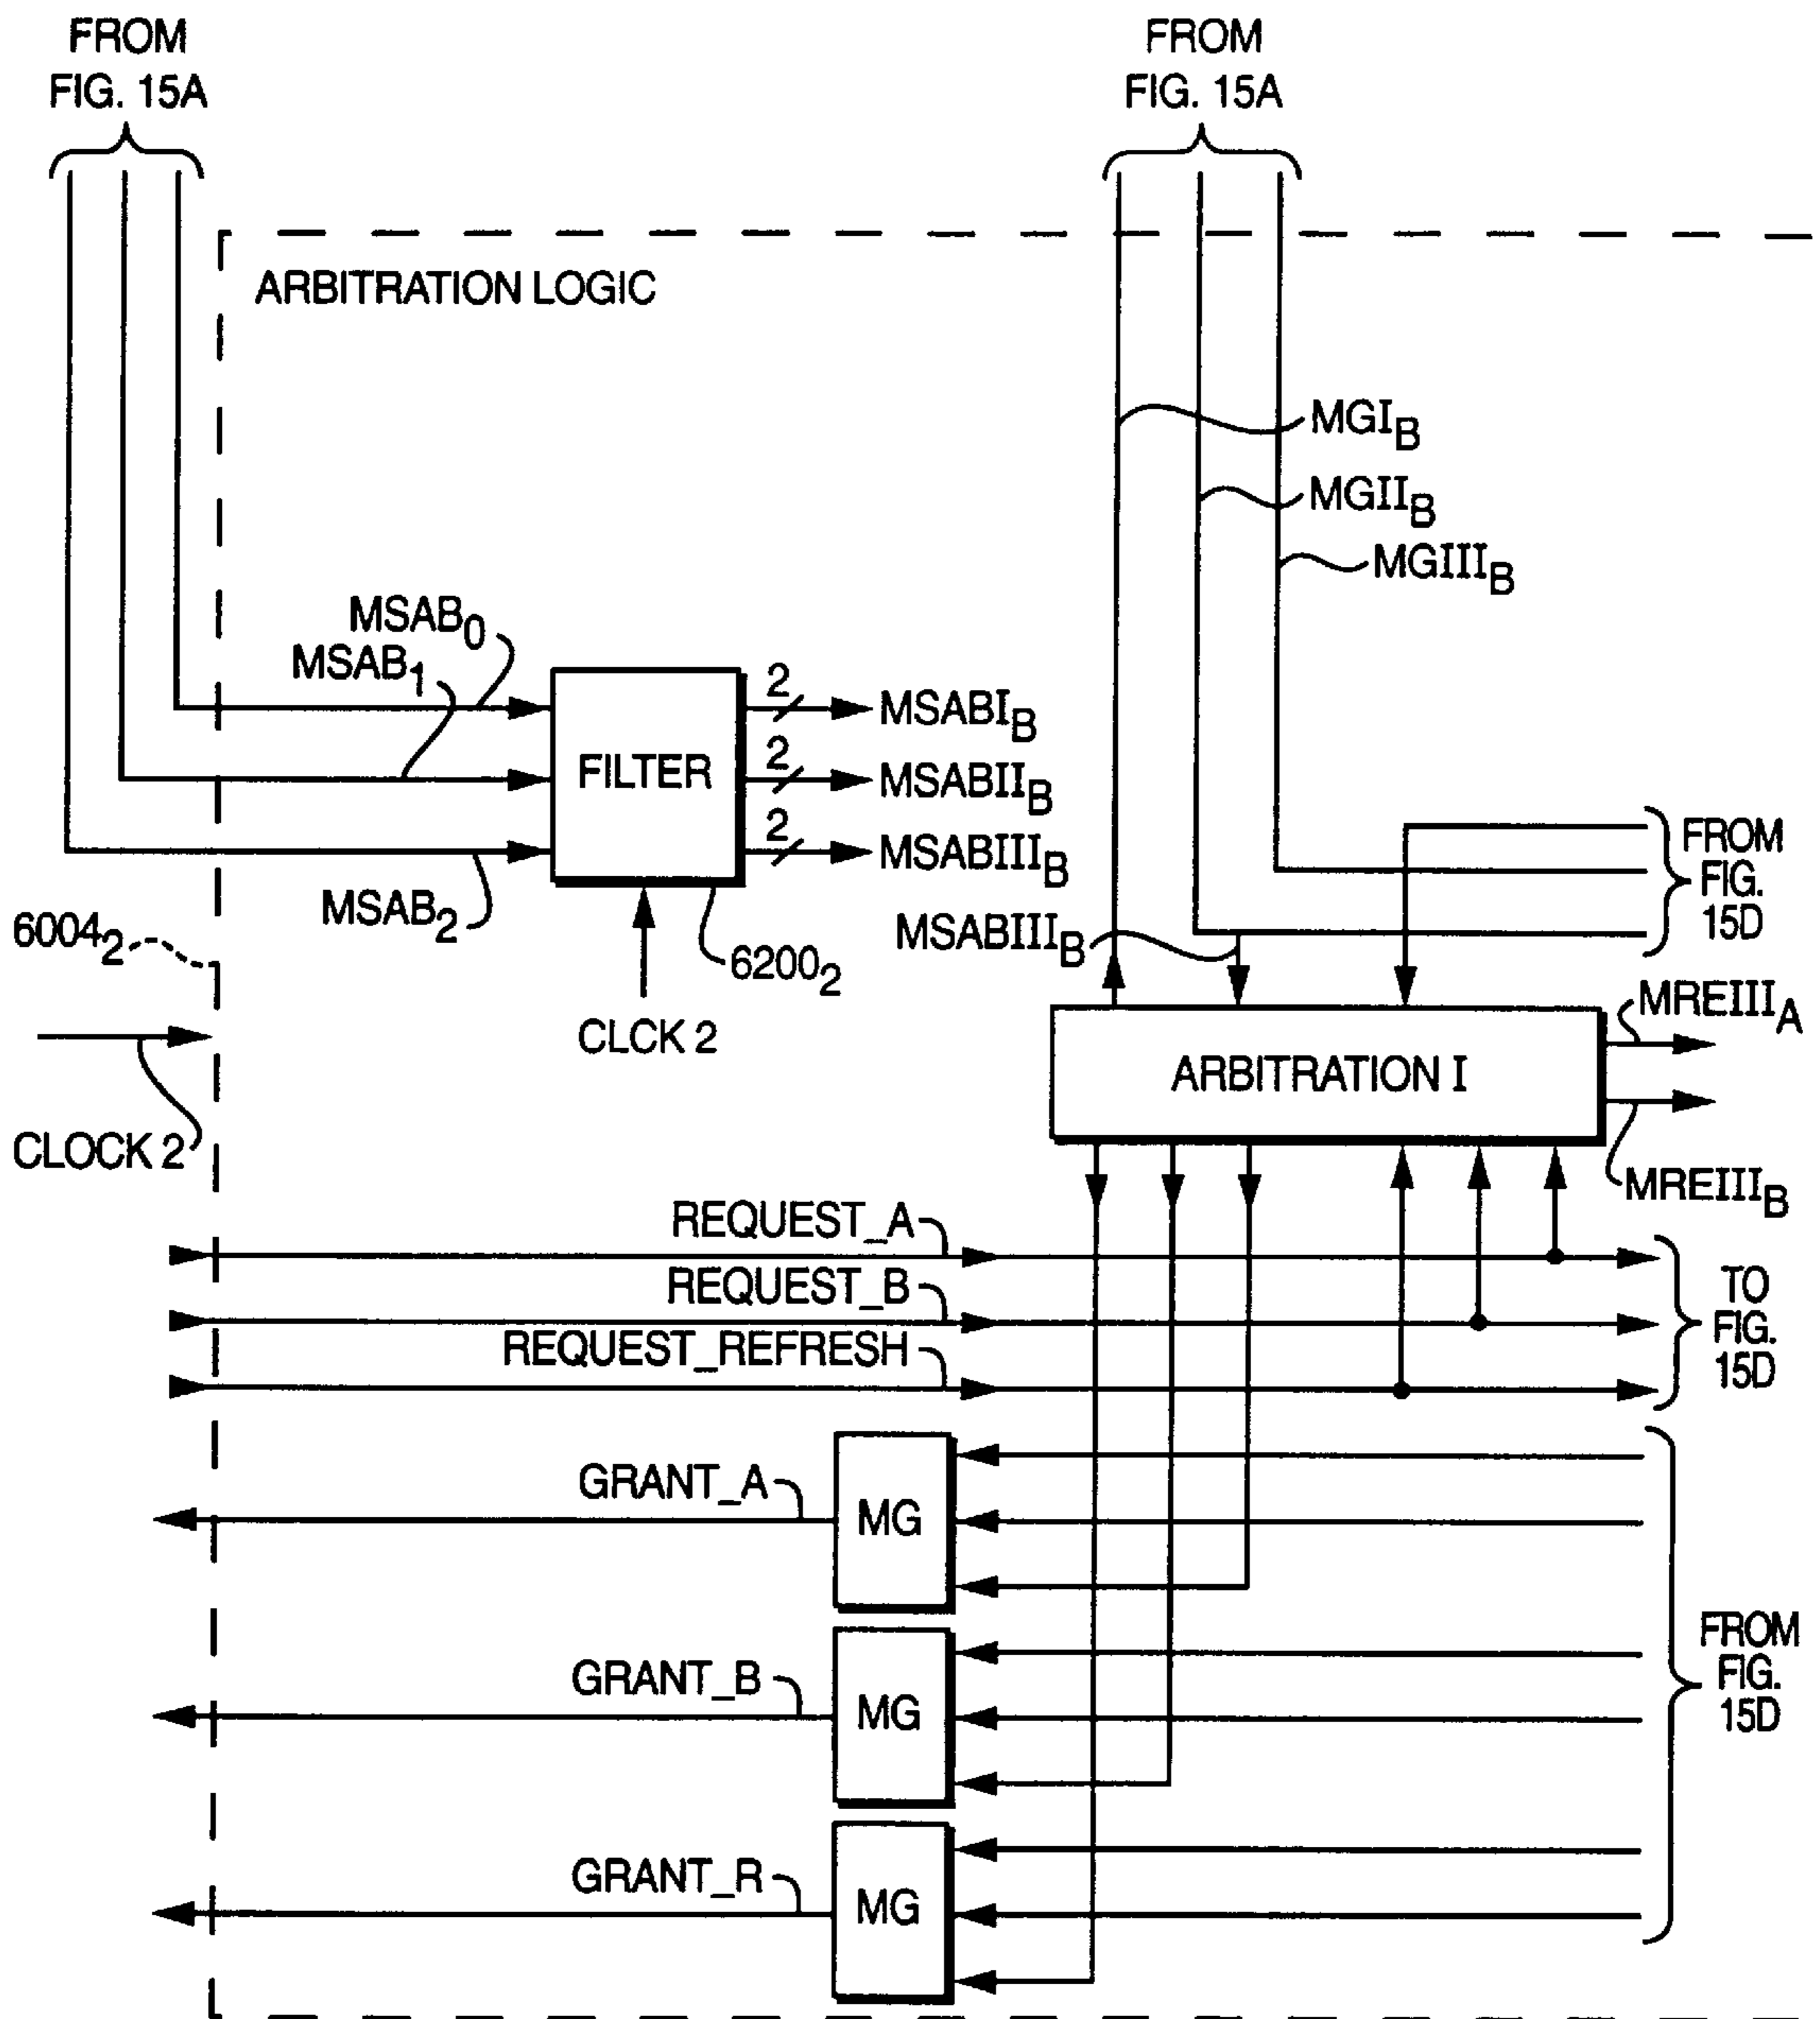 FROM
FIG. 15A
FROM
FIG. 15A
ARBITRATION LOGIC
MGI_B
MGII_B
MGIII_B
MSAB_0
MSAB_1
MSAB_2
FILTER
2
MSABI_B
2
MSABII_B
2
MSABIII_B
FROM
FIG.
15D
MSABIII_B
6004_2
6200_2
CLCK 2
CLOCK 2
ARBITRATION I
MREIII_A
MREIII_B
REQUEST_A
REQUEST_B
REQUEST_REFRESH
TO
FIG.
15D
GRANT_A
MG
GRANT_B
MG
GRANT_R
MG
FROM
FIG.
15D